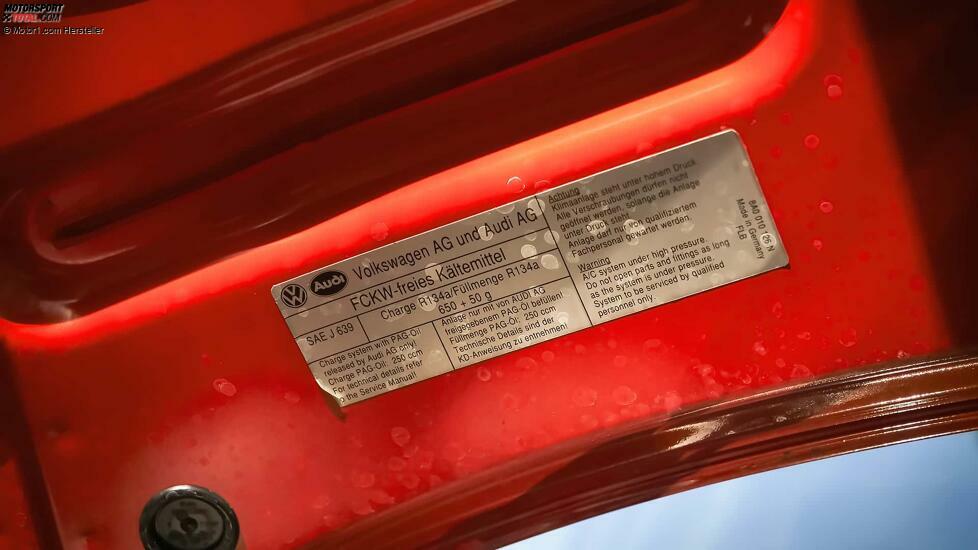 MOTORSPORT
TOTAL.COM
© Motor1.com Hersteller
Audi
Volkswagen AG und Audi AG
FCKW-freies Kältemittel
SAE J 639
Charge R134a/Füllmenge R134a
650 + 50 g
Charge system with PAG-Oil
released by Audi AG only!
Charge PAG-Oil: 250 ccm
For technical details refer
to the Service Manual!
Anlage nur mit von AUDI AG
freigegebenem PAG-Öl befüllen!
Füllmenge PAG-Öl: 250 ccm
Technische Details sind der
KD-Anweisung zu entnehmen!
Achtung
Klimaanlage steht unter hohem Druck
Alle Verschraubungen dürfen nicht
geöffnet werden, solange die Anlage
unter Druck steht.
Anlage darf nur von qualifiziertem
Fachpersonal gewartet werden.
Warning
A/C system under high pressure.
Do not open parts and fittings as long
as the system is under pressure.
System to be serviced by qualified
personnel only.
8A0 010 26 N
Made in Germany
FLB